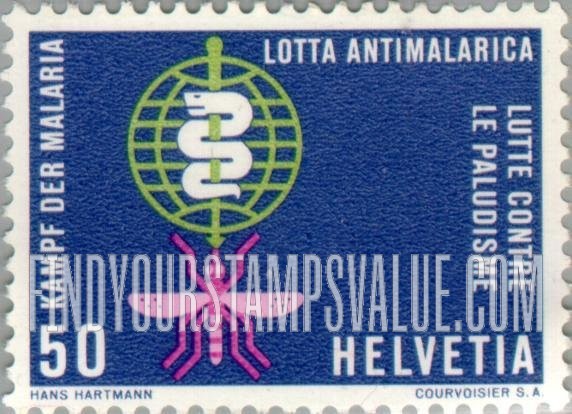 KAMPF DER MALARIA
LOTTA ANTIMALARICA
LUTTE CONTRE
LE PALUDISME
FINDYOURSTAMPSVALUE.COM
50
HELVETIA
HANS HARTMANN
COURVOISIER S.A.